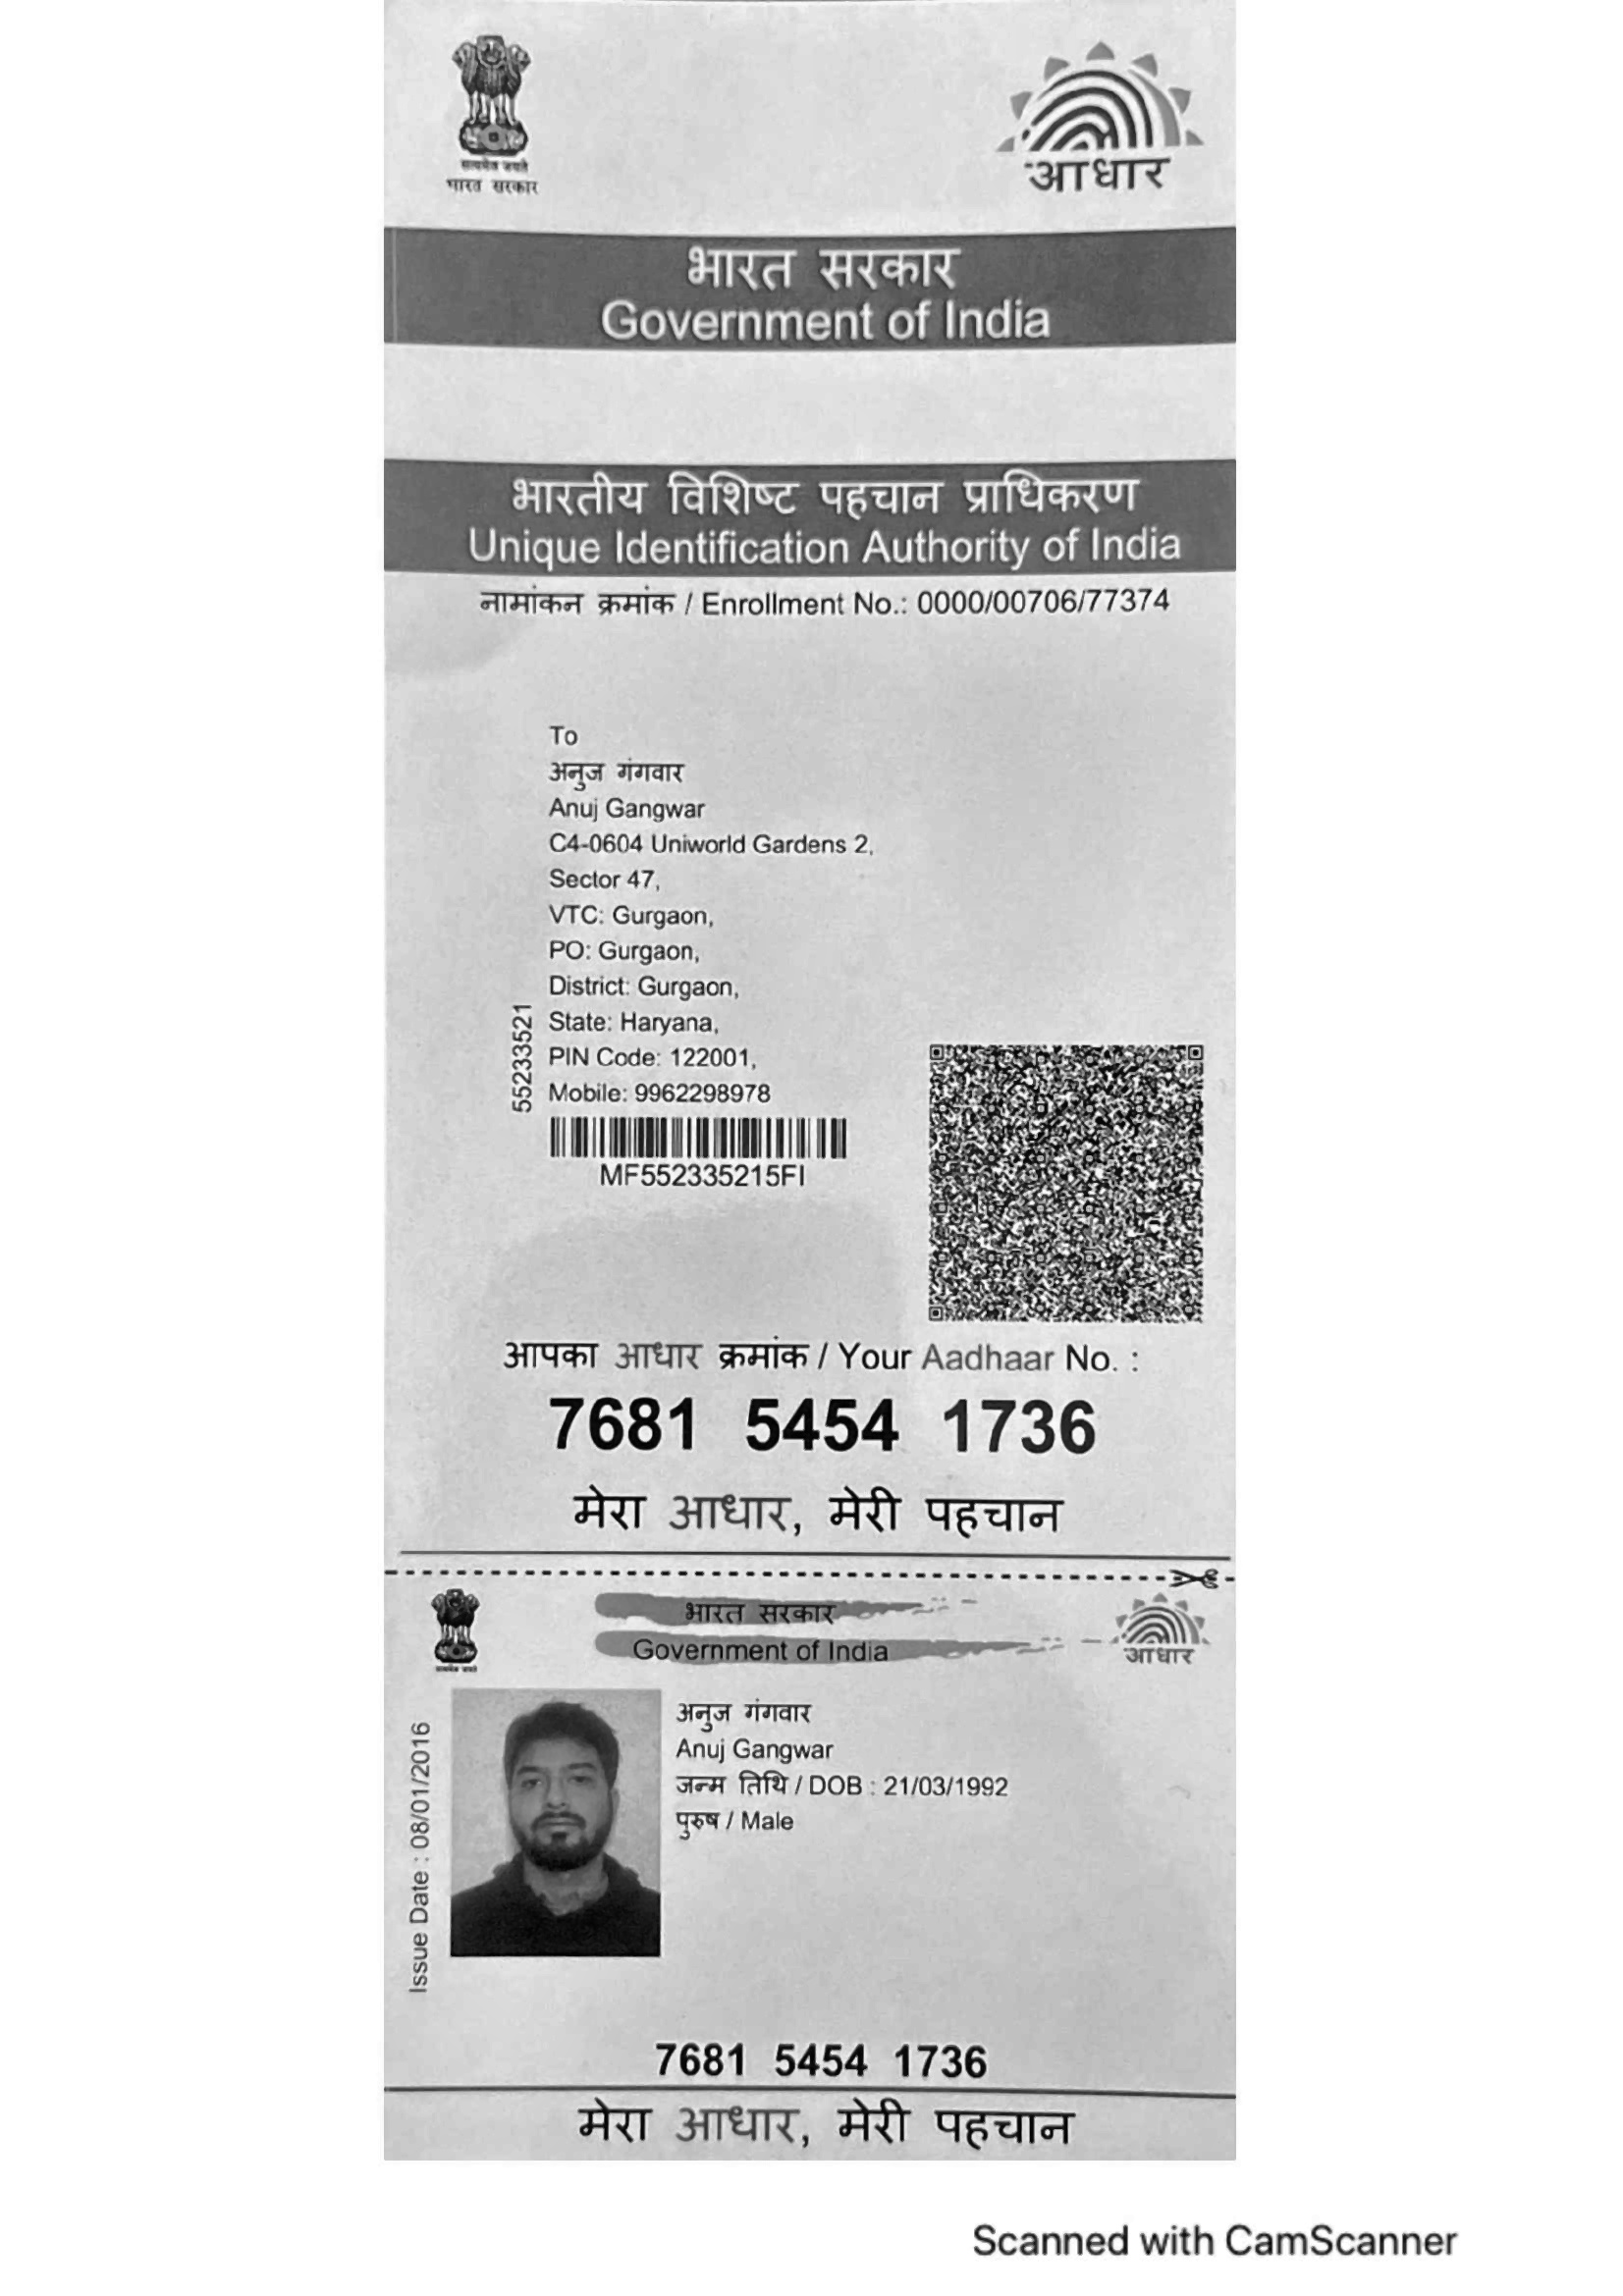 सत्यमेव जयते
भारत सरकार
आधार
भारत सरकार
Government of India
भारतीय विशिष्ट पहचान प्राधिकरण
Unique Identification Authority of India
नामांकन क्रमांक / Enrollment No.: 0000/00706/77374
To
अनुज गंगवार
Anuj Gangwar
C4-0604 Uniworld Gardens 2,
Sector 47,
VTC: Gurgaon,
PO: Gurgaon,
District: Gurgaon,
State: Haryana,
PIN Code: 122001,
Mobile: 9962298978
55233521
MF552335215FI
आपका आधार क्रमांक / Your Aadhaar No. :
7681 5454 1736
मेरा आधार, मेरी पहचान
सत्यमेव जयते
भारत सरकार
Government of India
आधार
Issue Date : 08/01/2016
अनुज गंगवार
Anuj Gangwar
जन्म तिथि / DOB : 21/03/1992
पुरुष / Male
7681 5454 1736
मेरा आधार, मेरी पहचान
Scanned with CamScanner